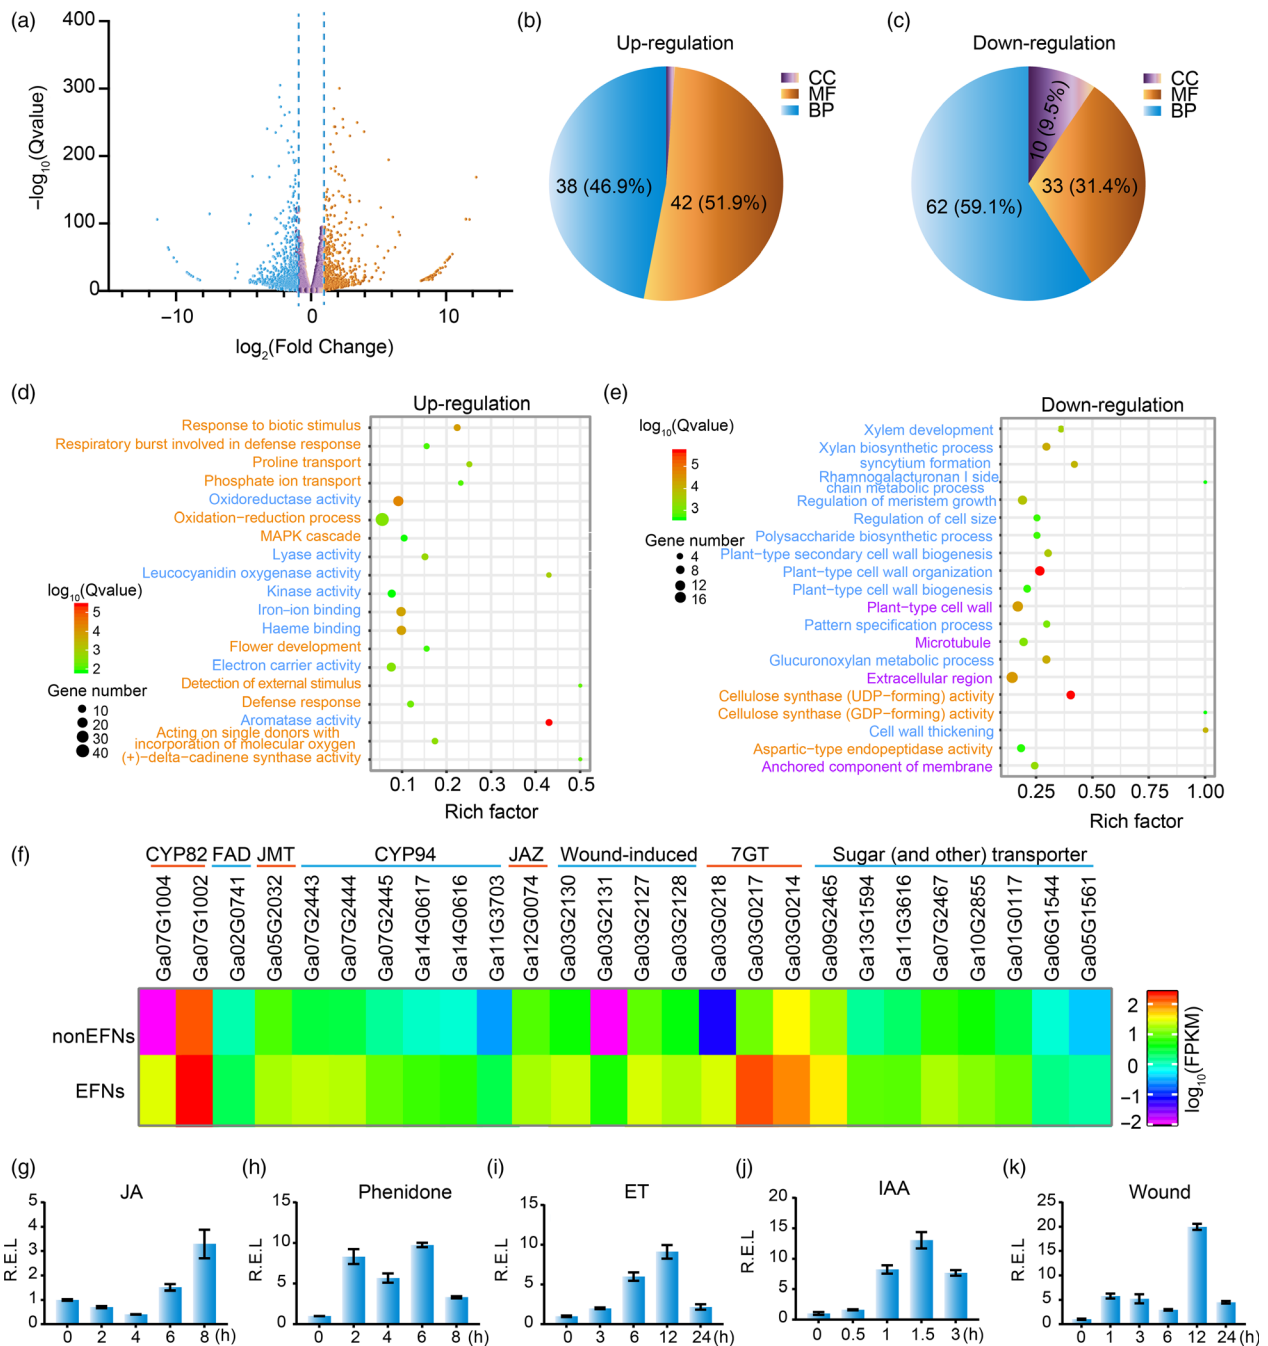 (a)
400
300
200
100
0
−log10(Qvalue)
−10
0
10
log2(Fold Change)
(b)
Up-regulation
CC
MF
BP
38 (46.9%)
42 (51.9%)
(c)
Down-regulation
CC
MF
BP
10 (9.5%)
33 (31.4%)
62 (59.1%)
(d)
Up-regulation
Response to biotic stimulus
Respiratory burst involved in defense response
Proline transport
Phosphate ion transport
Oxidoreductase activity
Oxidation−reduction process
MAPK cascade
Lyase activity
Leucocyanidin oxygenase activity
Kinase activity
Iron−ion binding
Haeme binding
Flower development
Electron carrier activity
Detection of external stimulus
Defense response
Aromatase activity
Acting on single donors with
incorporation of molecular oxygen
(+)−delta−cadinene synthase activity
log10(Qvalue)
5
4
3
2
Gene number
10
20
30
40
0.1 0.2 0.3 0.4 0.5
Rich factor
(e)
Down-regulation
log10(Qvalue)
5
4
3
Gene number
4
8
12
16
Xylem development
Xylan biosynthetic process
syncytium formation
Rhamnogalacturonan I side
chain metabolic process
Regulation of meristem growth
Regulation of cell size
Polysaccharide biosynthetic process
Plant−type secondary cell wall biogenesis
Plant−type cell wall organization
Plant−type cell wall biogenesis
Plant−type cell wall
Pattern specification process
Microtubule
Glucuronoxylan metabolic process
Extracellular region
Cellulose synthase (UDP−forming) activity
Cellulose synthase (GDP−forming) activity
Cell wall thickening
Aspartic−type endopeptidase activity
Anchored component of membrane
0.25 0.50 0.75 1.00
Rich factor
(f)
CYP82 FAD JMT CYP94 JAZ Wound-induced 7GT Sugar (and other) transporter
Ga07G1004
Ga07G1002
Ga02G0741
Ga05G2032
Ga07G2443
Ga07G2444
Ga07G2445
Ga14G0617
Ga14G0616
Ga11G3703
Ga12G0074
Ga03G2130
Ga03G2131
Ga03G2127
Ga03G2128
Ga03G0218
Ga03G0217
Ga03G0214
Ga09G2465
Ga13G1594
Ga11G3616
Ga07G2467
Ga10G2855
Ga01G0117
Ga06G1544
Ga05G1561
nonEFNs
EFNs
2
1
0
−1
−2
log10(FPKM)
(g)
JA
R.E.L
5
4
3
2
1
0
0 2 4 6 8 (h)
(h)
Phenidone
R.E.L
15
10
5
0
0 2 4 6 8 (h)
(i)
ET
R.E.L
15
10
5
0
0 3 6 12 24 (h)
(j)
IAA
R.E.L
20
15
10
5
0
0 0.5 1 1.5 3 (h)
(k)
Wound
R.E.L
25
20
15
10
5
0
0 1 3 6 12 24 (h)